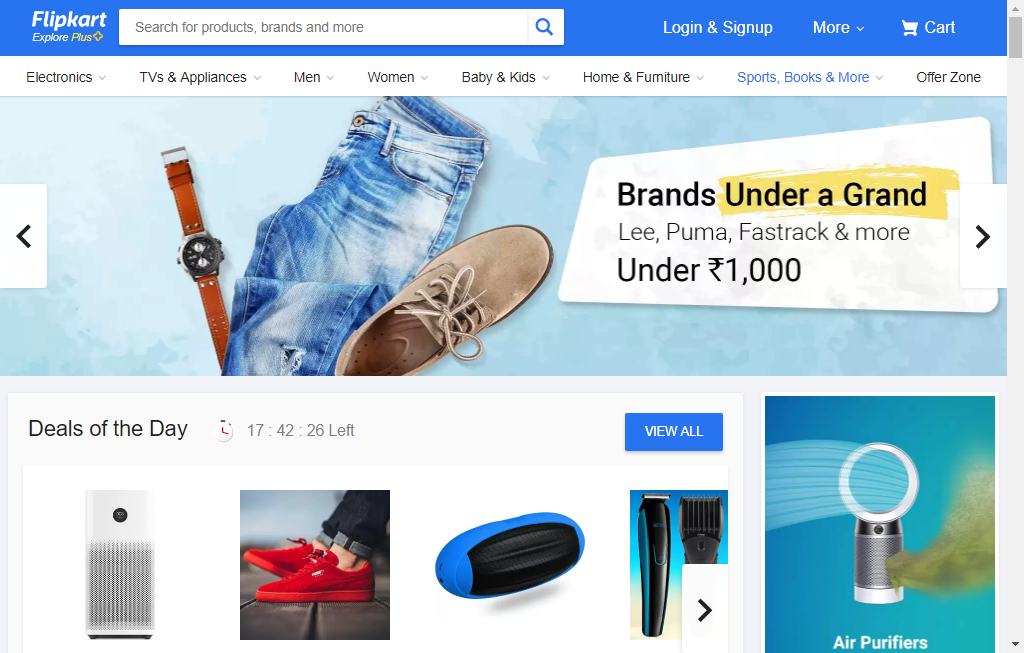 Flipkart
Explore Plus
Search for products, brands and more
Login & Signup
More
Cart
Electronics
TVs & Appliances
Men
Women
Baby & Kids
Home & Furniture
Sports, Books & More
Offer Zone
Brands Under a Grand
Lee, Puma, Fastrack & more
Under ₹1,000
Deals of the Day
17 : 42 : 26 Left
VIEW ALL
Air Purifiers